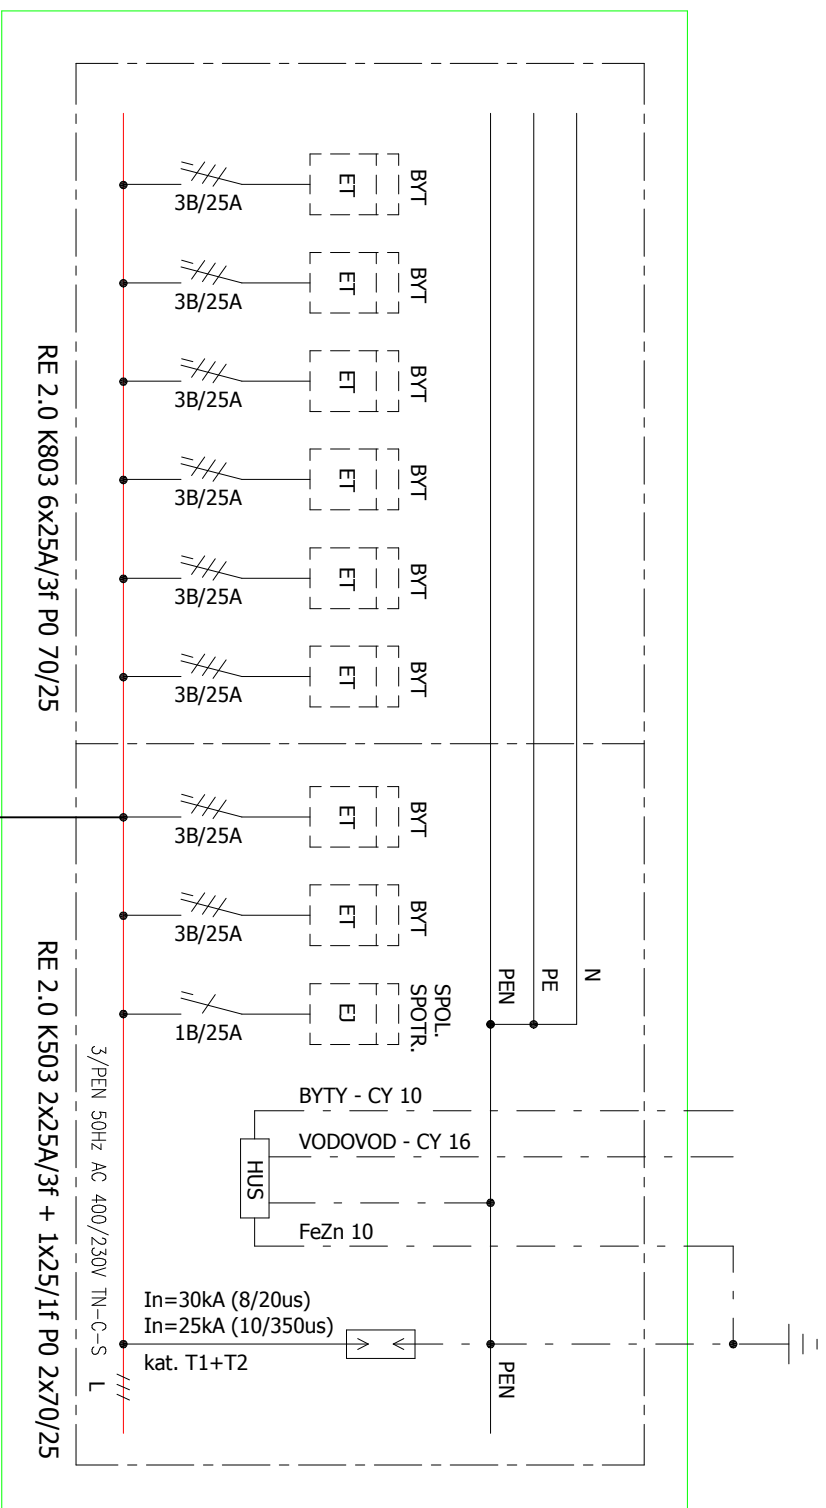 BYT
ET
3B/25A
BYT
ET
3B/25A
BYT
ET
3B/25A
BYT
ET
3B/25A
BYT
ET
3B/25A
BYT
ET
3B/25A
RE 2.0 K803 6x25A/3f P0 70/25
BYT
ET
3B/25A
BYT
ET
3B/25A
SPOL.
SPOTR.
EJ
1B/25A
N
PE
PEN
BYTY - CY 10
VODOVOD - CY 16
HUS
FeZn 10
In=30kA (8/20us)
In=25kA (10/350us)
kat. T1+T2
PEN
3/PEN 50Hz AC 400/230V TN-C-S
L
RE 2.0 K503 2x25A/3f + 1x25/1f P0 2x70/25